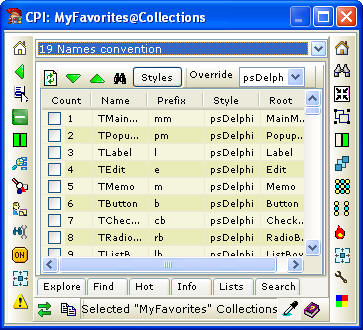 CPI: MyFavorites@Collections
19 Names convention
Styles Override psDelph
Count Name Prefix Style Root
1 TMain... mm psDelphi MainM...
2 TPopu... pm psDelphi Popup...
3 TLabel l psDelphi Label
4 TEdit e psDelphi Edit
5 TMemo m psDelphi Memo
6 TButton b psDelphi Button
7 TChec... cb psDelphi Check...
8 TRadio... rb psDelphi RadioB...
9 TListB... lb psDelphi ListBox
ON
Explore Find Hot Info Lists Search
Selected "MyFavorites" Collections